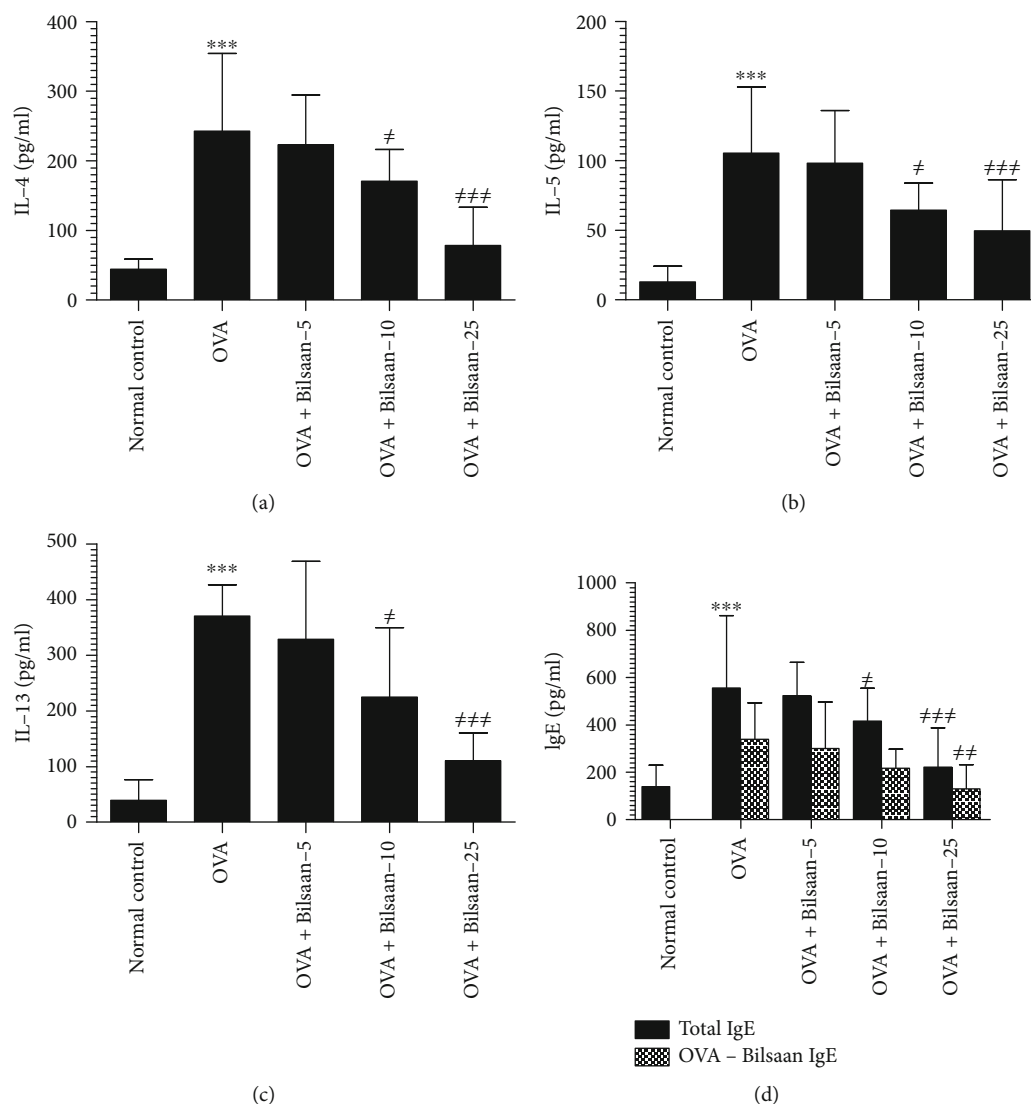 400
300
200
100
0
IL–4 (pg/ml)
***
≠
≠≠≠
Normal control
OVA
OVA + Bilsaan–5
OVA + Bilsaan–10
OVA + Bilsaan–25
(a)
200
150
100
50
0
IL–5 (pg/ml)
***
≠
≠≠≠
Normal control
OVA
OVA + Bilsaan–5
OVA + Bilsaan–10
OVA + Bilsaan–25
(b)
500
400
300
200
100
0
IL–13 (pg/ml)
***
≠
≠≠≠
Normal control
OVA
OVA + Bilsaan–5
OVA + Bilsaan–10
OVA + Bilsaan–25
(c)
1000
800
600
400
200
0
IgE (pg/ml)
***
≠
≠≠≠
≠≠
Normal control
OVA
OVA + Bilsaan–5
OVA + Bilsaan–10
OVA + Bilsaan–25
Total IgE
OVA – Bilsaan IgE
(d)